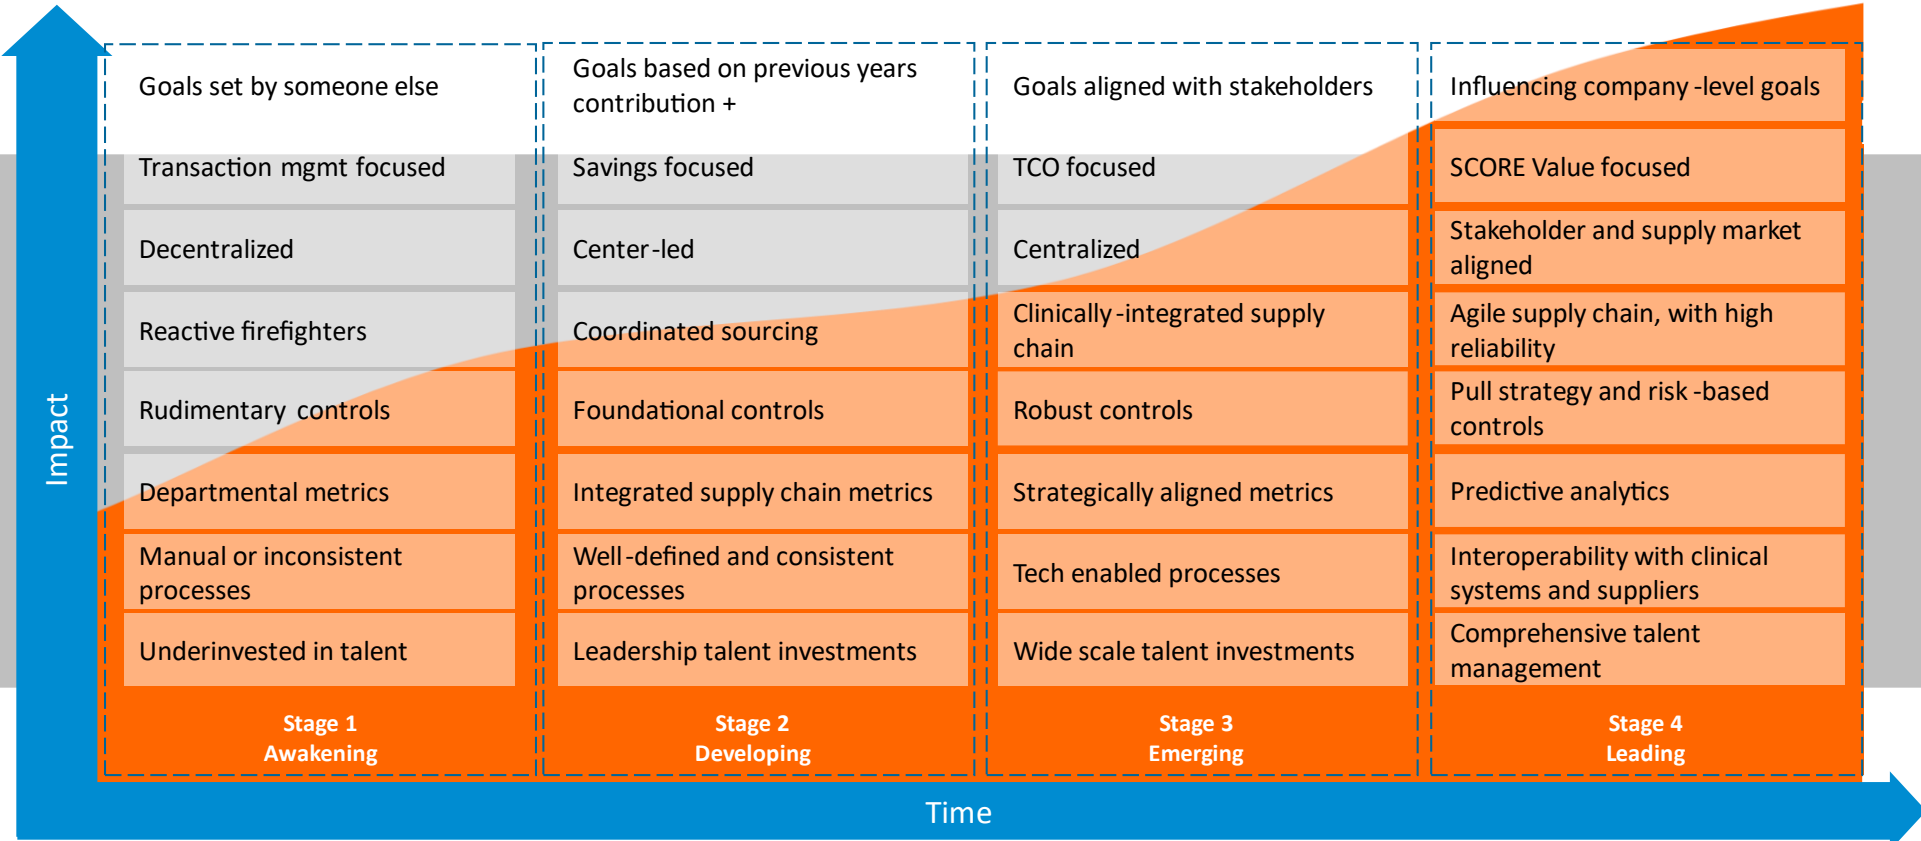 Goals set by someone else
Goals based on previous years
contribution +
Goals aligned with stakeholders
Influencing company-level goals
Transaction mgmt focused
Savings focused
TCO focused
SCORE Value focused
Decentralized
Center-led
Centralized
Stakeholder and supply market
aligned
Reactive firefighters
Coordinated sourcing
Clinically-integrated supply
chain
Agile supply chain, with high
reliability
Rudimentary controls
Foundational controls
Robust controls
Pull strategy and risk-based
controls
Departmental metrics
Integrated supply chain metrics
Strategically aligned metrics
Predictive analytics
Manual or inconsistent
processes
Well-defined and consistent
processes
Tech enabled processes
Interoperability with clinical
systems and suppliers
Underinvested in talent
Leadership talent investments
Wide scale talent investments
Comprehensive talent
management
Stage 1
Awakening
Stage 2
Developing
Stage 3
Emerging
Stage 4
Leading
Impact
Time